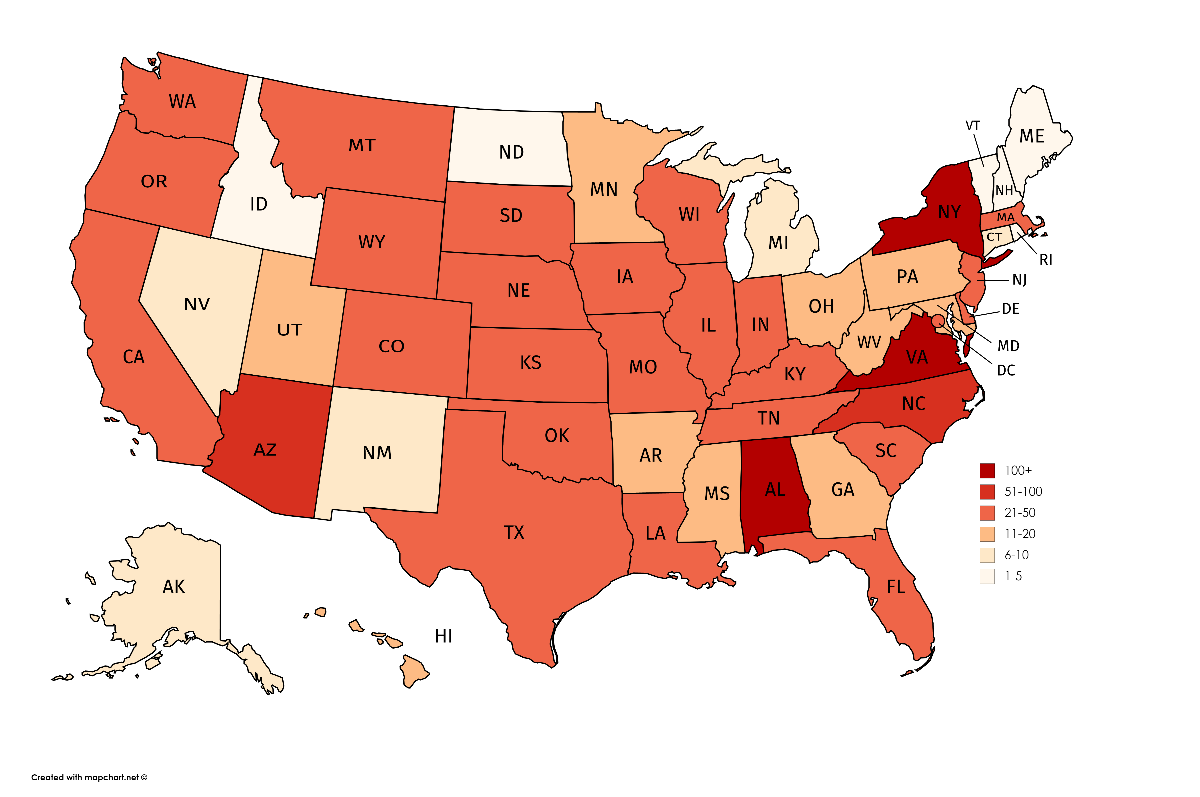 WA
MT
ND
VT
ME
OR
ID
MN
NH
SD
WI
NY
MA
WY
MI
CT
RI
IA
PA
NJ
NE
NV
OH
DE
UT
IL
IN
CO
WV
MD
CA
KS
MO
VA
DC
KY
NC
TN
OK
AZ
NM
AR
SC
MS
AL
GA
100+
51-100
21-50
TX
LA
11-20
6-10
1-5
AK
FL
HI
Created with mapchart.net ©